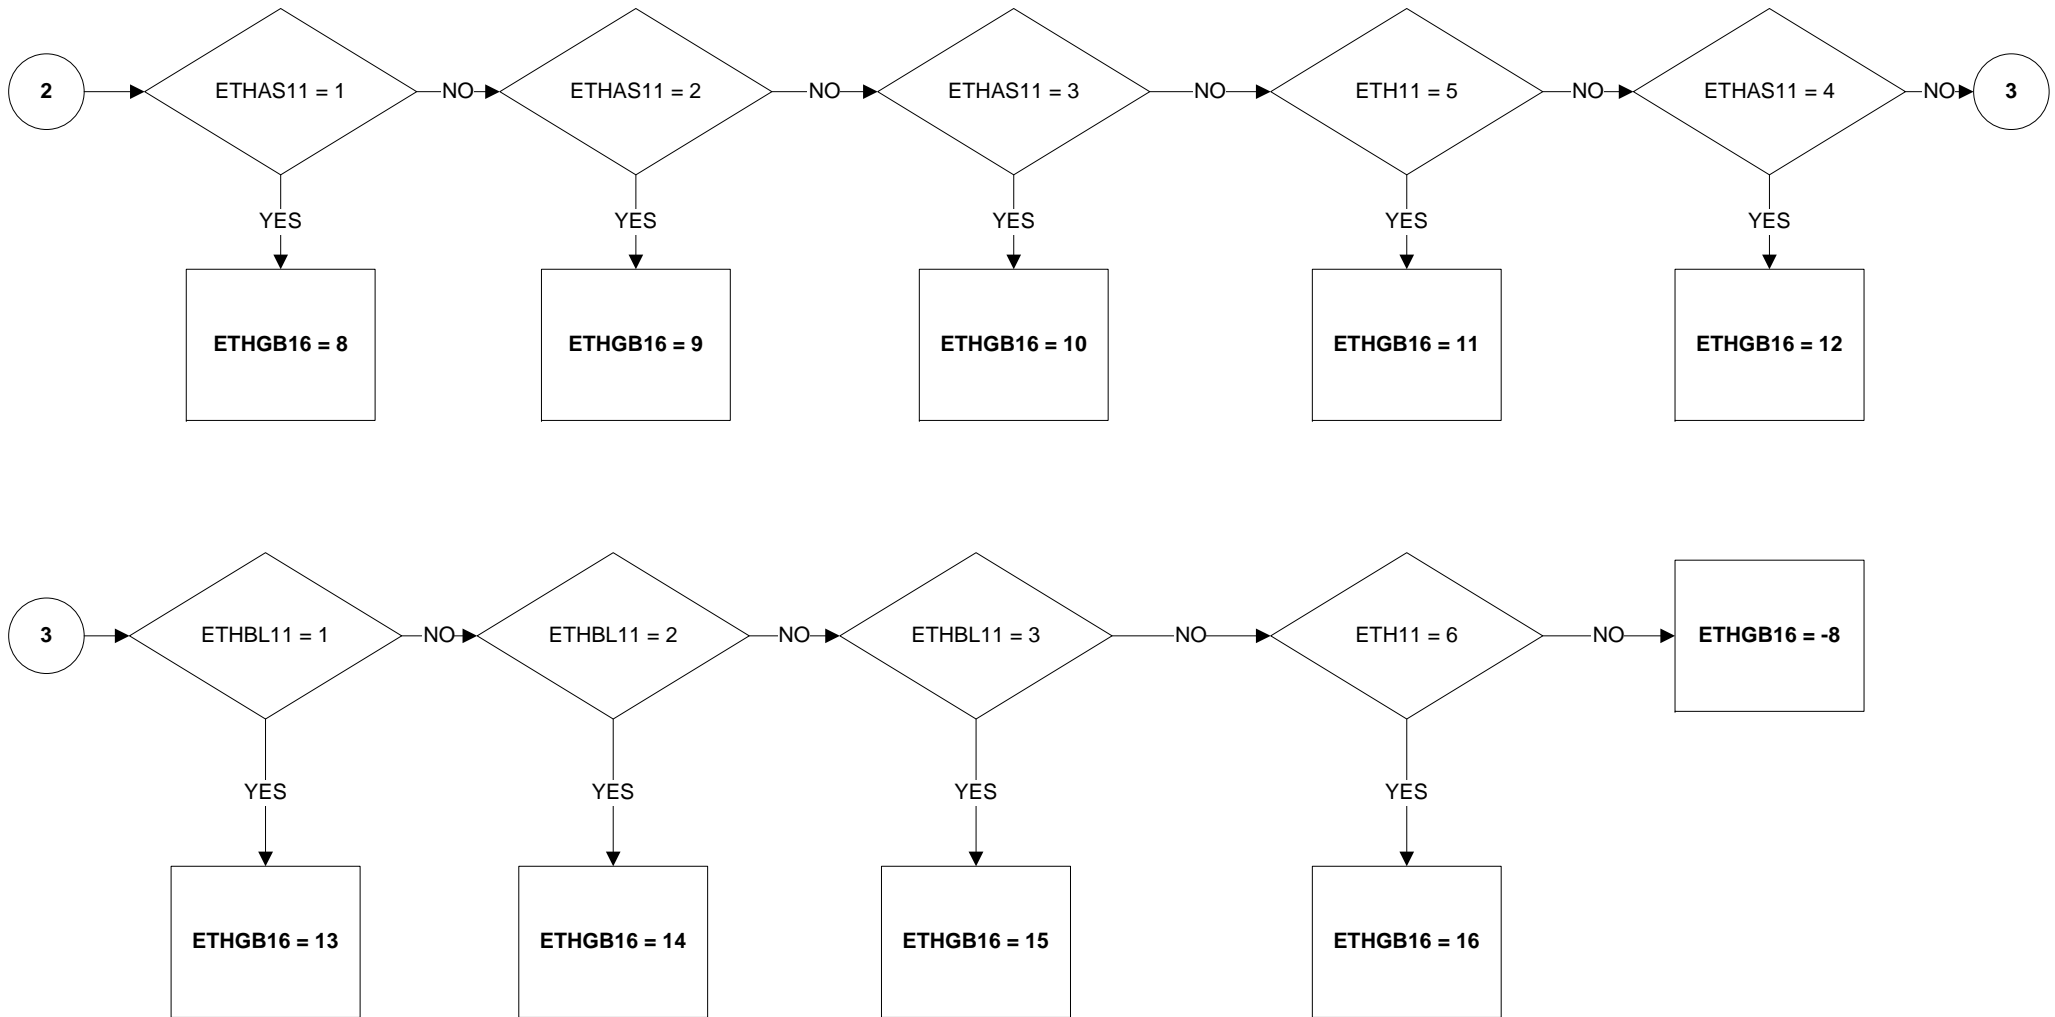 2
ETHAS11 = 1
NO
ETHAS11 = 2
NO
ETHAS11 = 3
NO
ETH11 = 5
NO
ETHAS11 = 4
NO
3
YES
YES
YES
YES
YES
ETHGB16 = 8
ETHGB16 = 9
ETHGB16 = 10
ETHGB16 = 11
ETHGB16 = 12
3
ETHBL11 = 1
NO
ETHBL11 = 2
NO
ETHBL11 = 3
NO
ETH11 = 6
NO
ETHGB16 = -8
YES
YES
YES
YES
ETHGB16 = 13
ETHGB16 = 14
ETHGB16 = 15
ETHGB16 = 16